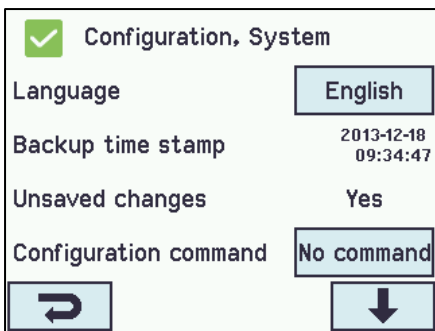 Configuration, System
Language English
Backup time stamp 2013-12-18
09:34:47
Unsaved changes Yes
Configuration command No command